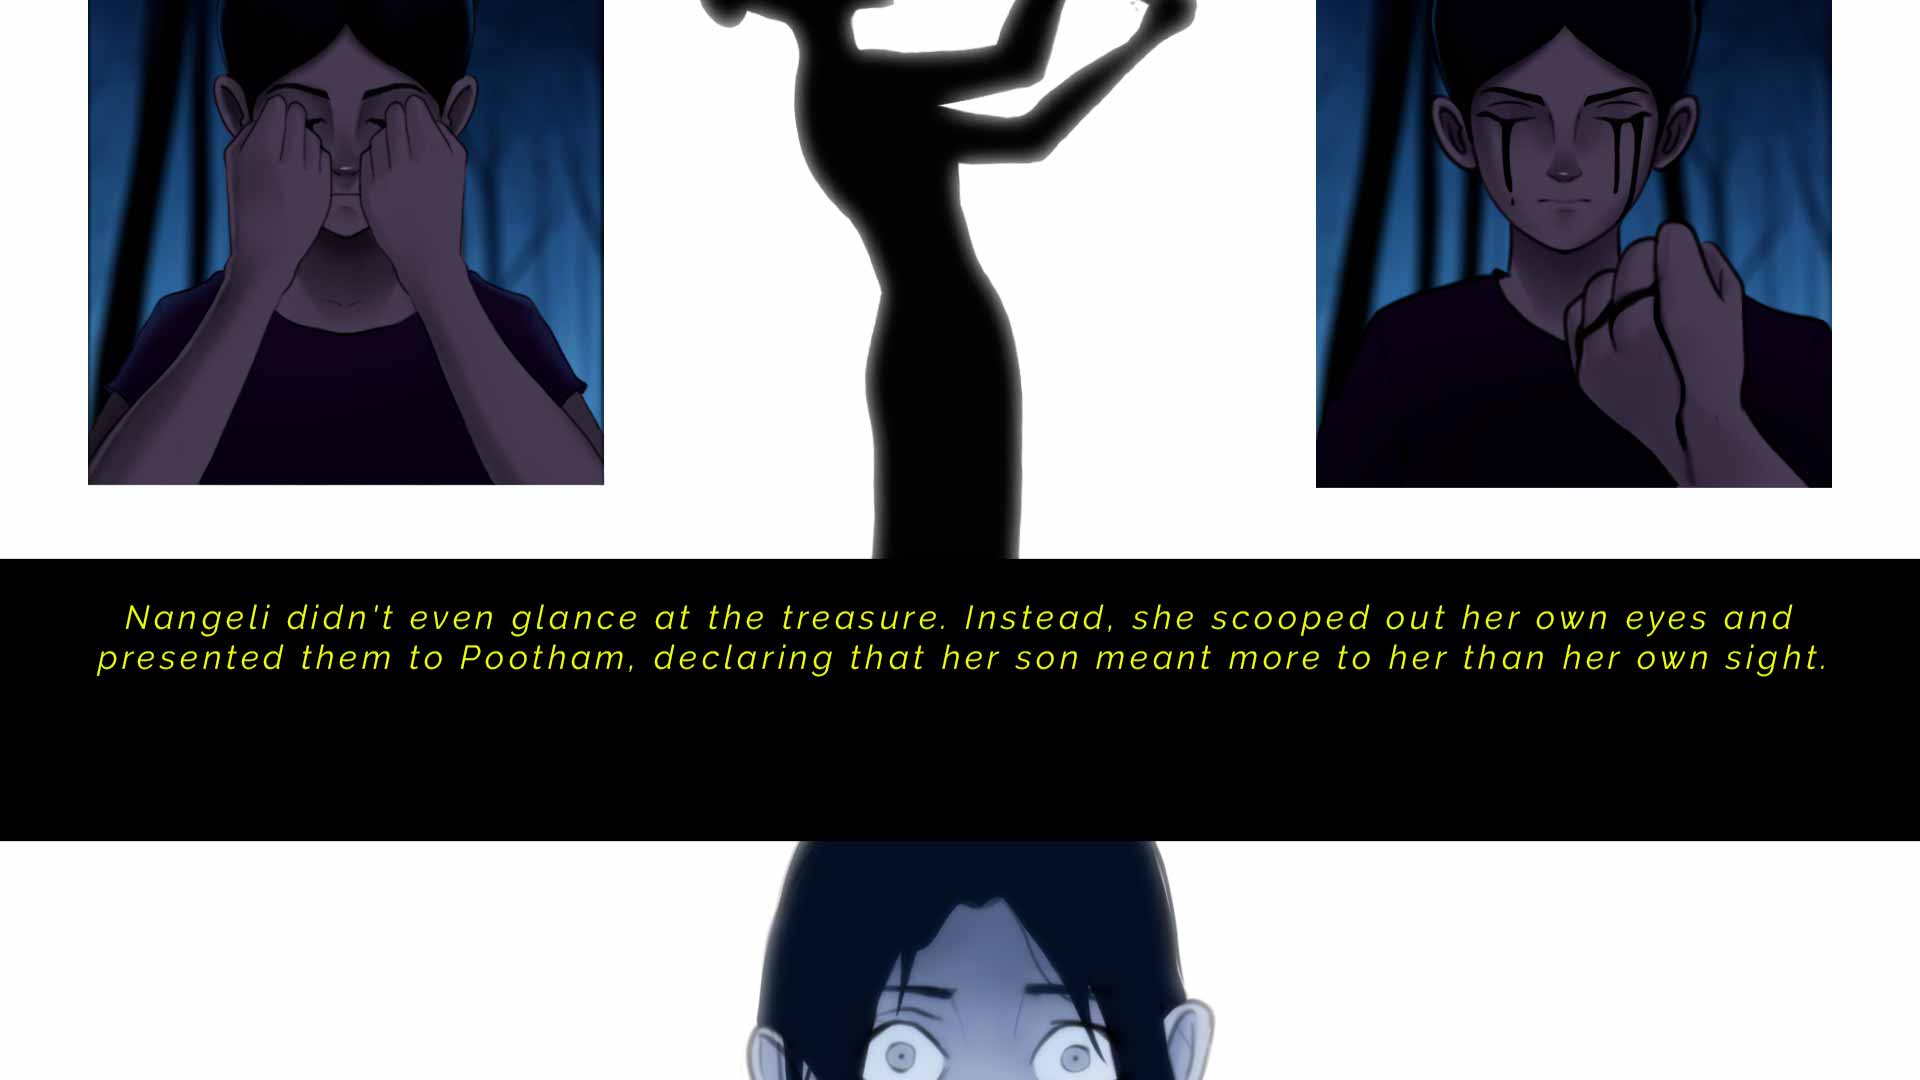 Nangeli didn't even glance at the treasure. Instead, she scooped out her own eyes and
presented them to Pootham, declaring that her son meant more to her than her own sight.